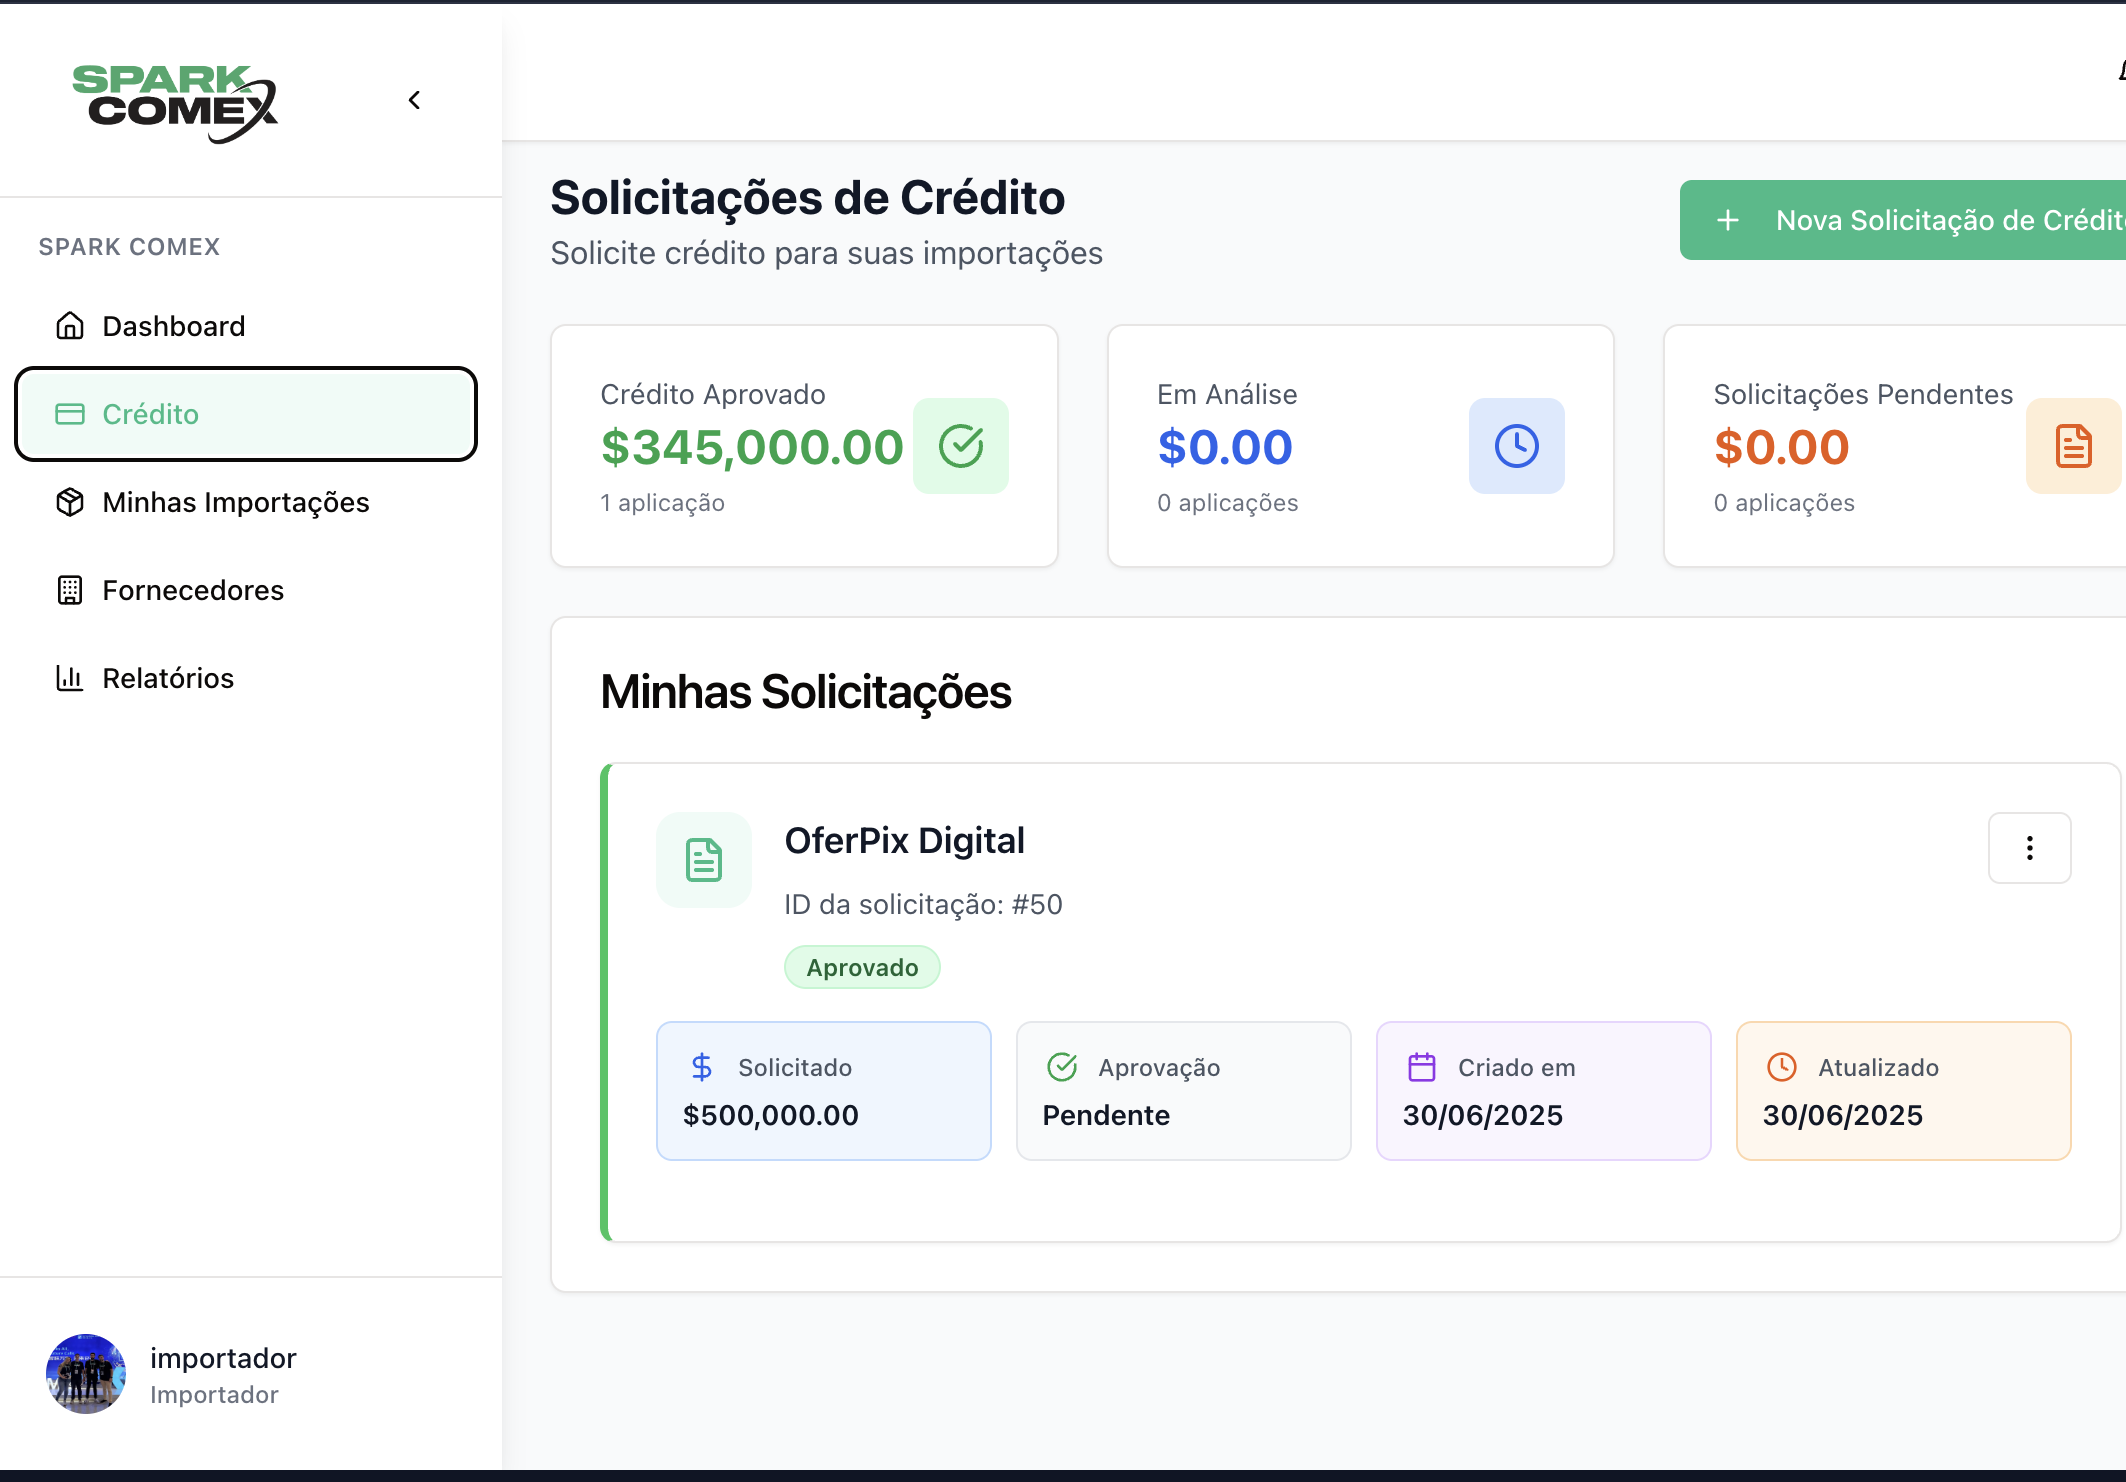 SPARK
COMEX
SPARK COMEX
Dashboard
Crédito
Minhas Importações
Fornecedores
Relatórios
importador
Importador
Solicitações de Crédito
Solicite crédito para suas importações
Nova Solicitação de Crédito
Crédito Aprovado
$345,000.00
1 aplicação
Em Análise
$0.00
0 aplicações
Solicitações Pendentes
$0.00
0 aplicações
Minhas Solicitações
OferPix Digital
ID da solicitação: #50
Aprovado
Solicitado
$500,000.00
Aprovação
Pendente
Criado em
30/06/2025
Atualizado
30/06/2025